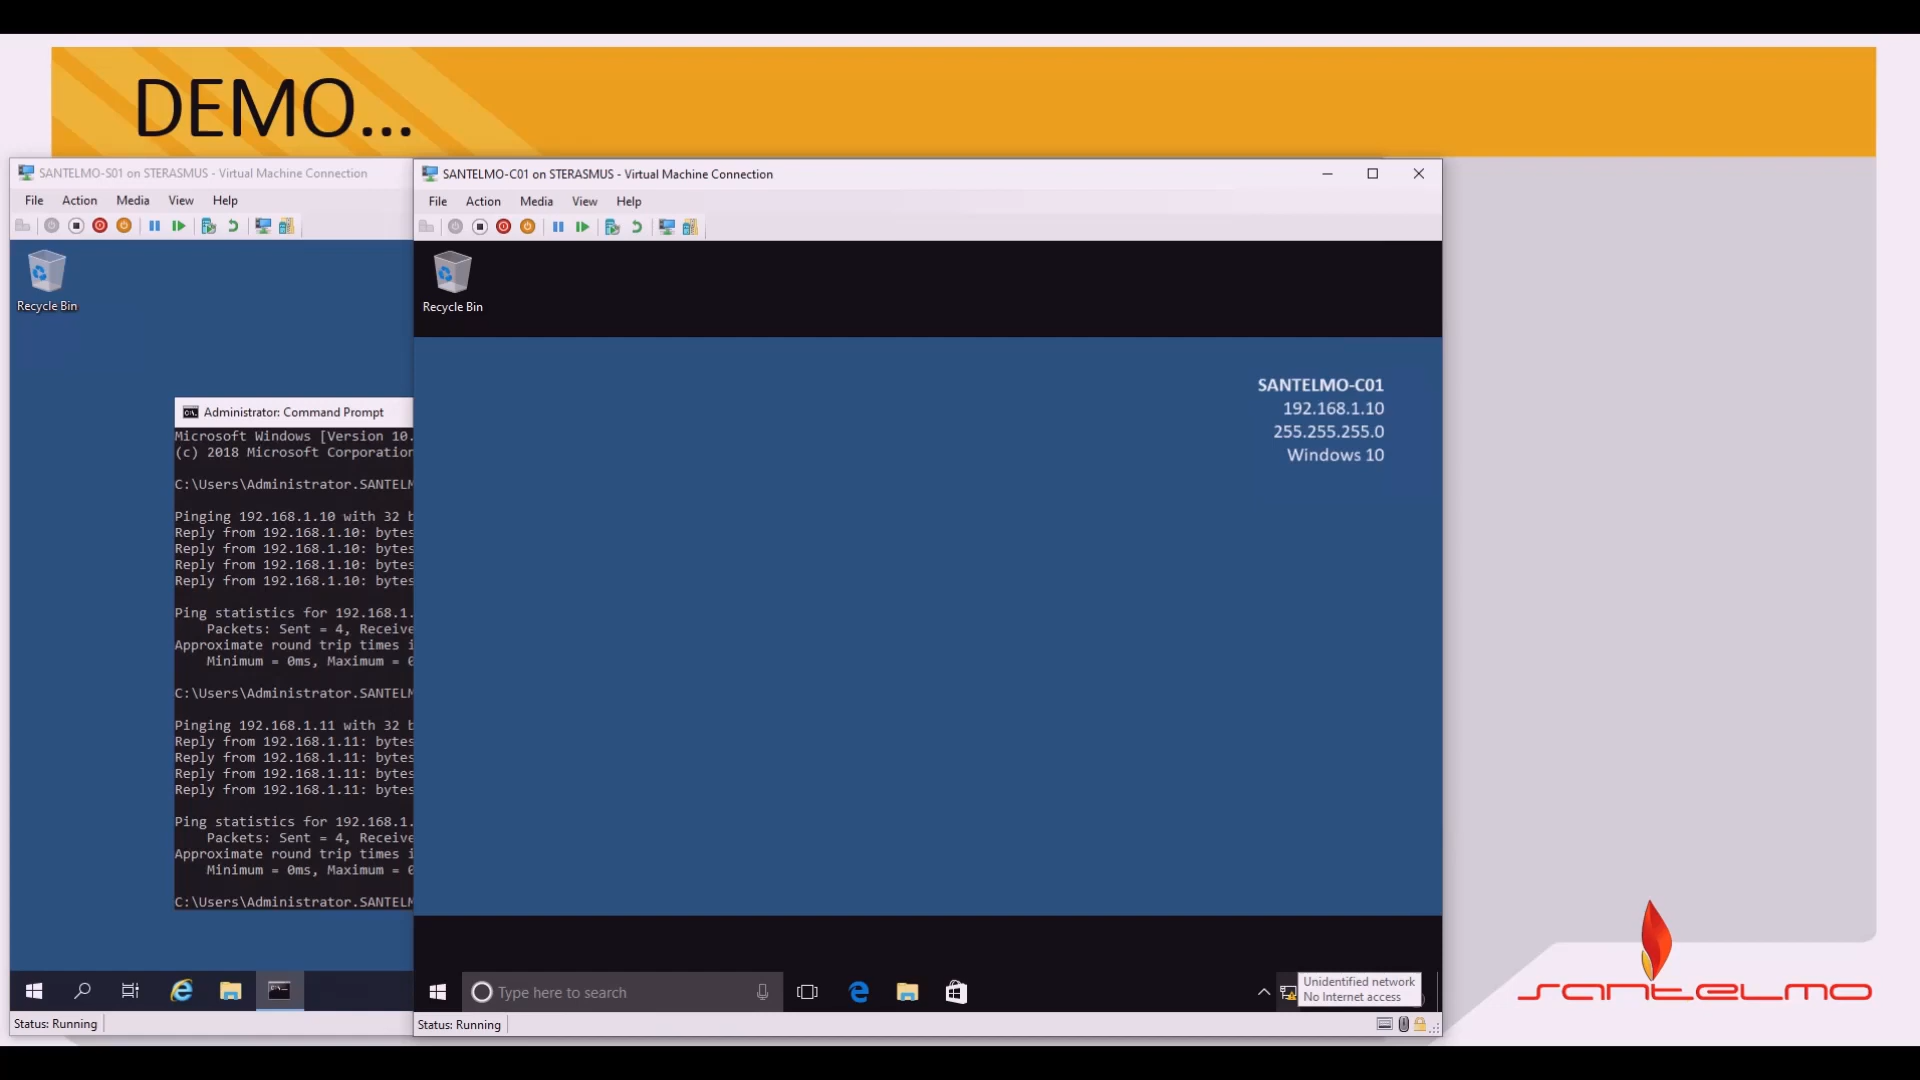 DEMO...
SANTELMO-S01 on STERASMUS - Virtual Machine Connection
File Action Media View Help
Recycle Bin
Administrator: Command Prompt
Microsoft Windows [Version 10.
(c) 2018 Microsoft Corporation
C:\Users\Administrator.SANTELM
Pinging 192.168.1.10 with 32 b
Reply from 192.168.1.10: bytes
Reply from 192.168.1.10: bytes
Reply from 192.168.1.10: bytes
Reply from 192.168.1.10: bytes
Ping statistics for 192.168.1.
Packets: Sent = 4, Receive
Approximate round trip times i
Minimum = 0ms, Maximum = 0
C:\Users\Administrator.SANTELM
Pinging 192.168.1.11 with 32 b
Reply from 192.168.1.11: bytes
Reply from 192.168.1.11: bytes
Reply from 192.168.1.11: bytes
Reply from 192.168.1.11: bytes
Ping statistics for 192.168.1.
Packets: Sent = 4, Receive
Approximate round trip times i
Minimum = 0ms, Maximum = 0
C:\Users\Administrator.SANTELM
Status: Running
SANTELMO-C01 on STERASMUS - Virtual Machine Connection
File Action Media View Help
Recycle Bin
SANTELMO-C01
192.168.1.10
255.255.255.0
Windows 10
Type here to search
Unidentified network
No Internet access
Status: Running
santelmo